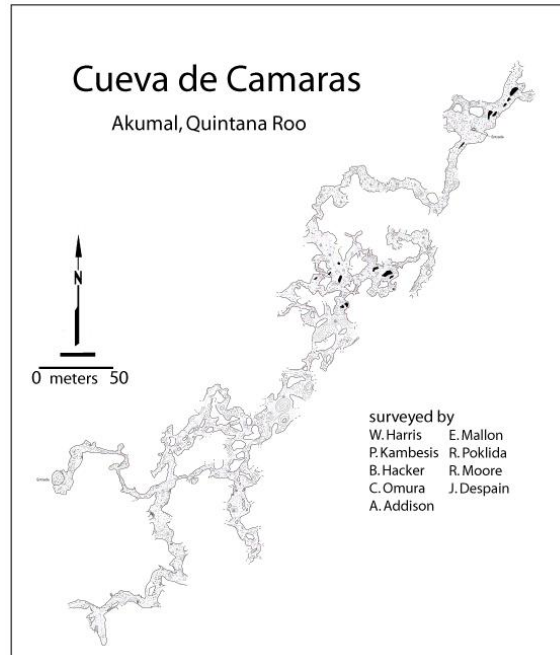 Cueva de Camaras
Akumal, Quintana Roo
N
0 meters 50
surveyed by
W. Harris
P. Kambesis
B. Hacker
C. Omura
A. Addison
E. Mallon
R. Poklida
R. Moore
J. Despain